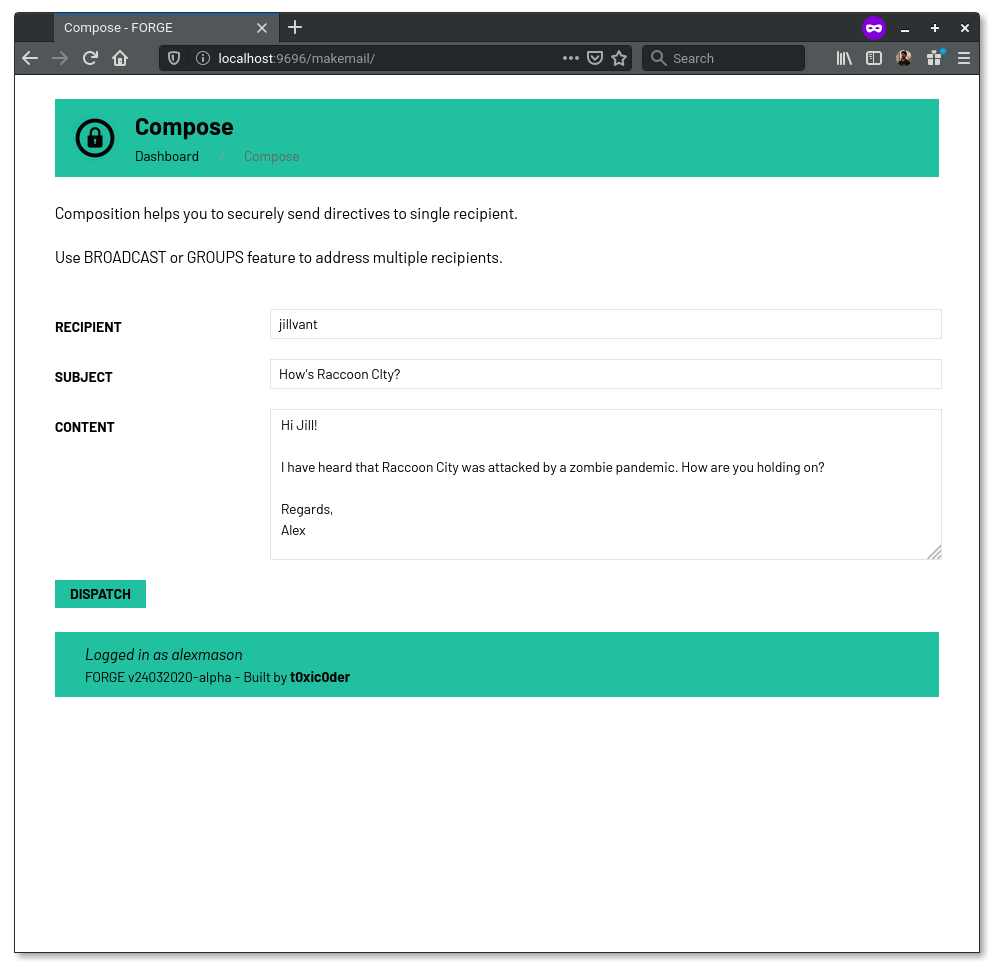 Compose - FORGE
localhost:9696/makemail/
Search
Compose
Dashboard / Compose
Composition helps you to securely send directives to single recipient.
Use BROADCAST or GROUPS feature to address multiple recipients.
RECIPIENT
jillvant
SUBJECT
How's Raccoon CIty?
CONTENT
Hi Jill!
I have heard that Raccoon City was attacked by a zombie pandemic. How are you holding on?
Regards,
Alex
DISPATCH
Logged in as alexmason
FORGE v24032020-alpha - Built by t0xic0der